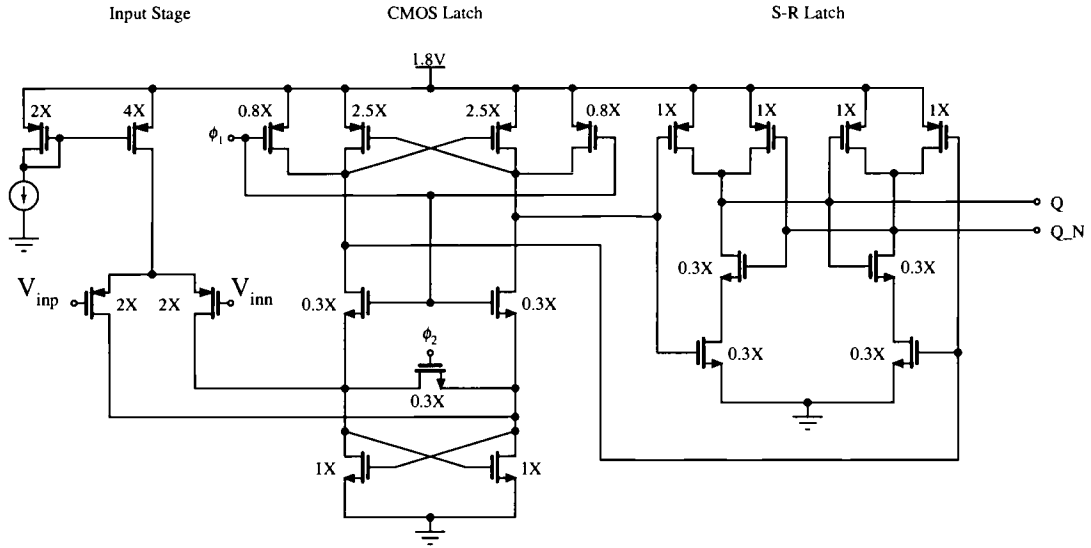 Input Stage
CMOS Latch
S-R Latch
1.8V
2X
4X
0.8X
2.5X
2.5X
0.8X
1X
1X
1X
1X
ϕ1
Q
Q_N
0.3X
0.3X
Vinp
2X
2X
Vinn
0.3X
0.3X
ϕ2
0.3X
0.3X
0.3X
1X
1X